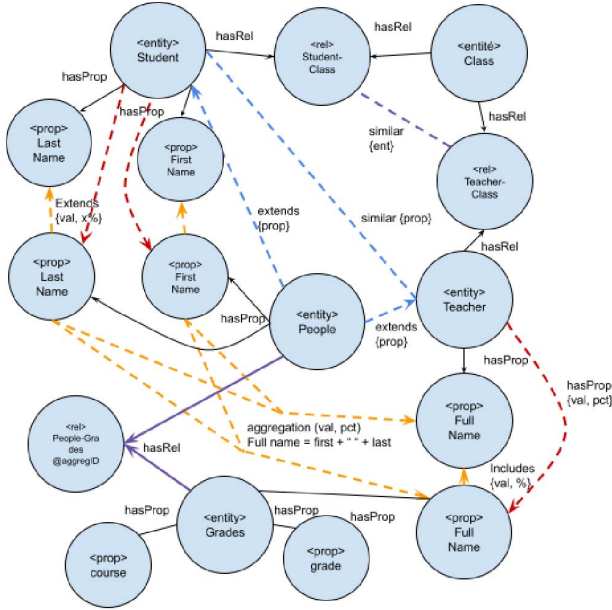 <entity>
Student
hasRel
<rel>
Student-
Class
<entité>
Class
hasProp
hasProp
hasRel
<prop>
Last
Name
<prop>
First
Name
similar
{ent}
<rel>
Teacher-
Class
Extends
{val, x%}
extends
{prop}
similar {prop}
hasRel
<prop>
Last
Name
<prop>
First
Name
<entity>
People
<entity>
Teacher
hasProp
extends
{prop}
hasProp
hasProp
{val, pct}
<rel>
People-Gra
des
@aggregID
hasRel
aggregation (val, pct)
Full name = first + “ “ + last
<prop>
Full
Name
Includes
{val, %}
hasProp
<entity>
Grades
hasProp
hasProp
<prop>
Full
Name
<prop>
course
<prop>
grade